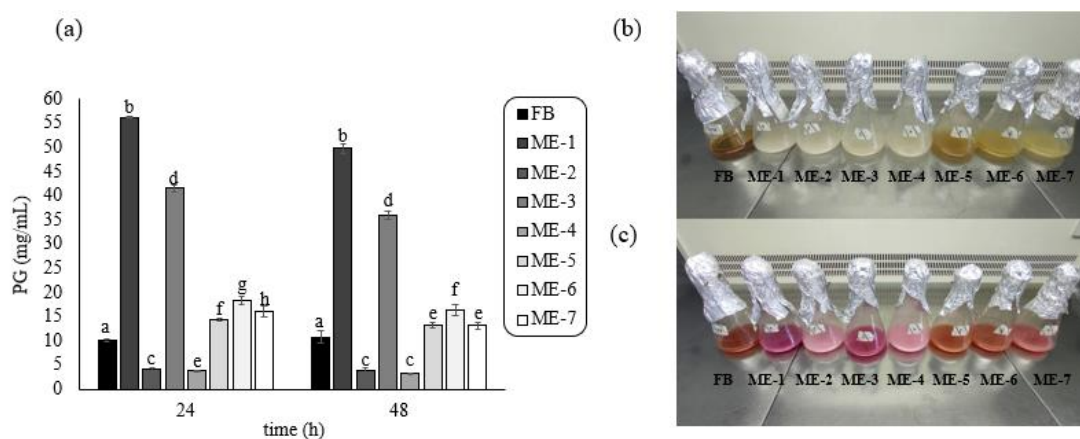 (a)
PG (mg/mL)
60
55
50
45
40
35
30
25
20
15
10
5
0
a
b
c
d
e
f
g
h
a
b
c
d
c
e
f
e
24
48
time (h)
FB
ME-1
ME-2
ME-3
ME-4
ME-5
ME-6
ME-7
(b)
FB ME-1 ME-2 ME-3 ME-4 ME-5 ME-6 ME-7
(c)
FB ME-1 ME-2 ME-3 ME-4 ME-5 ME-6 ME-7